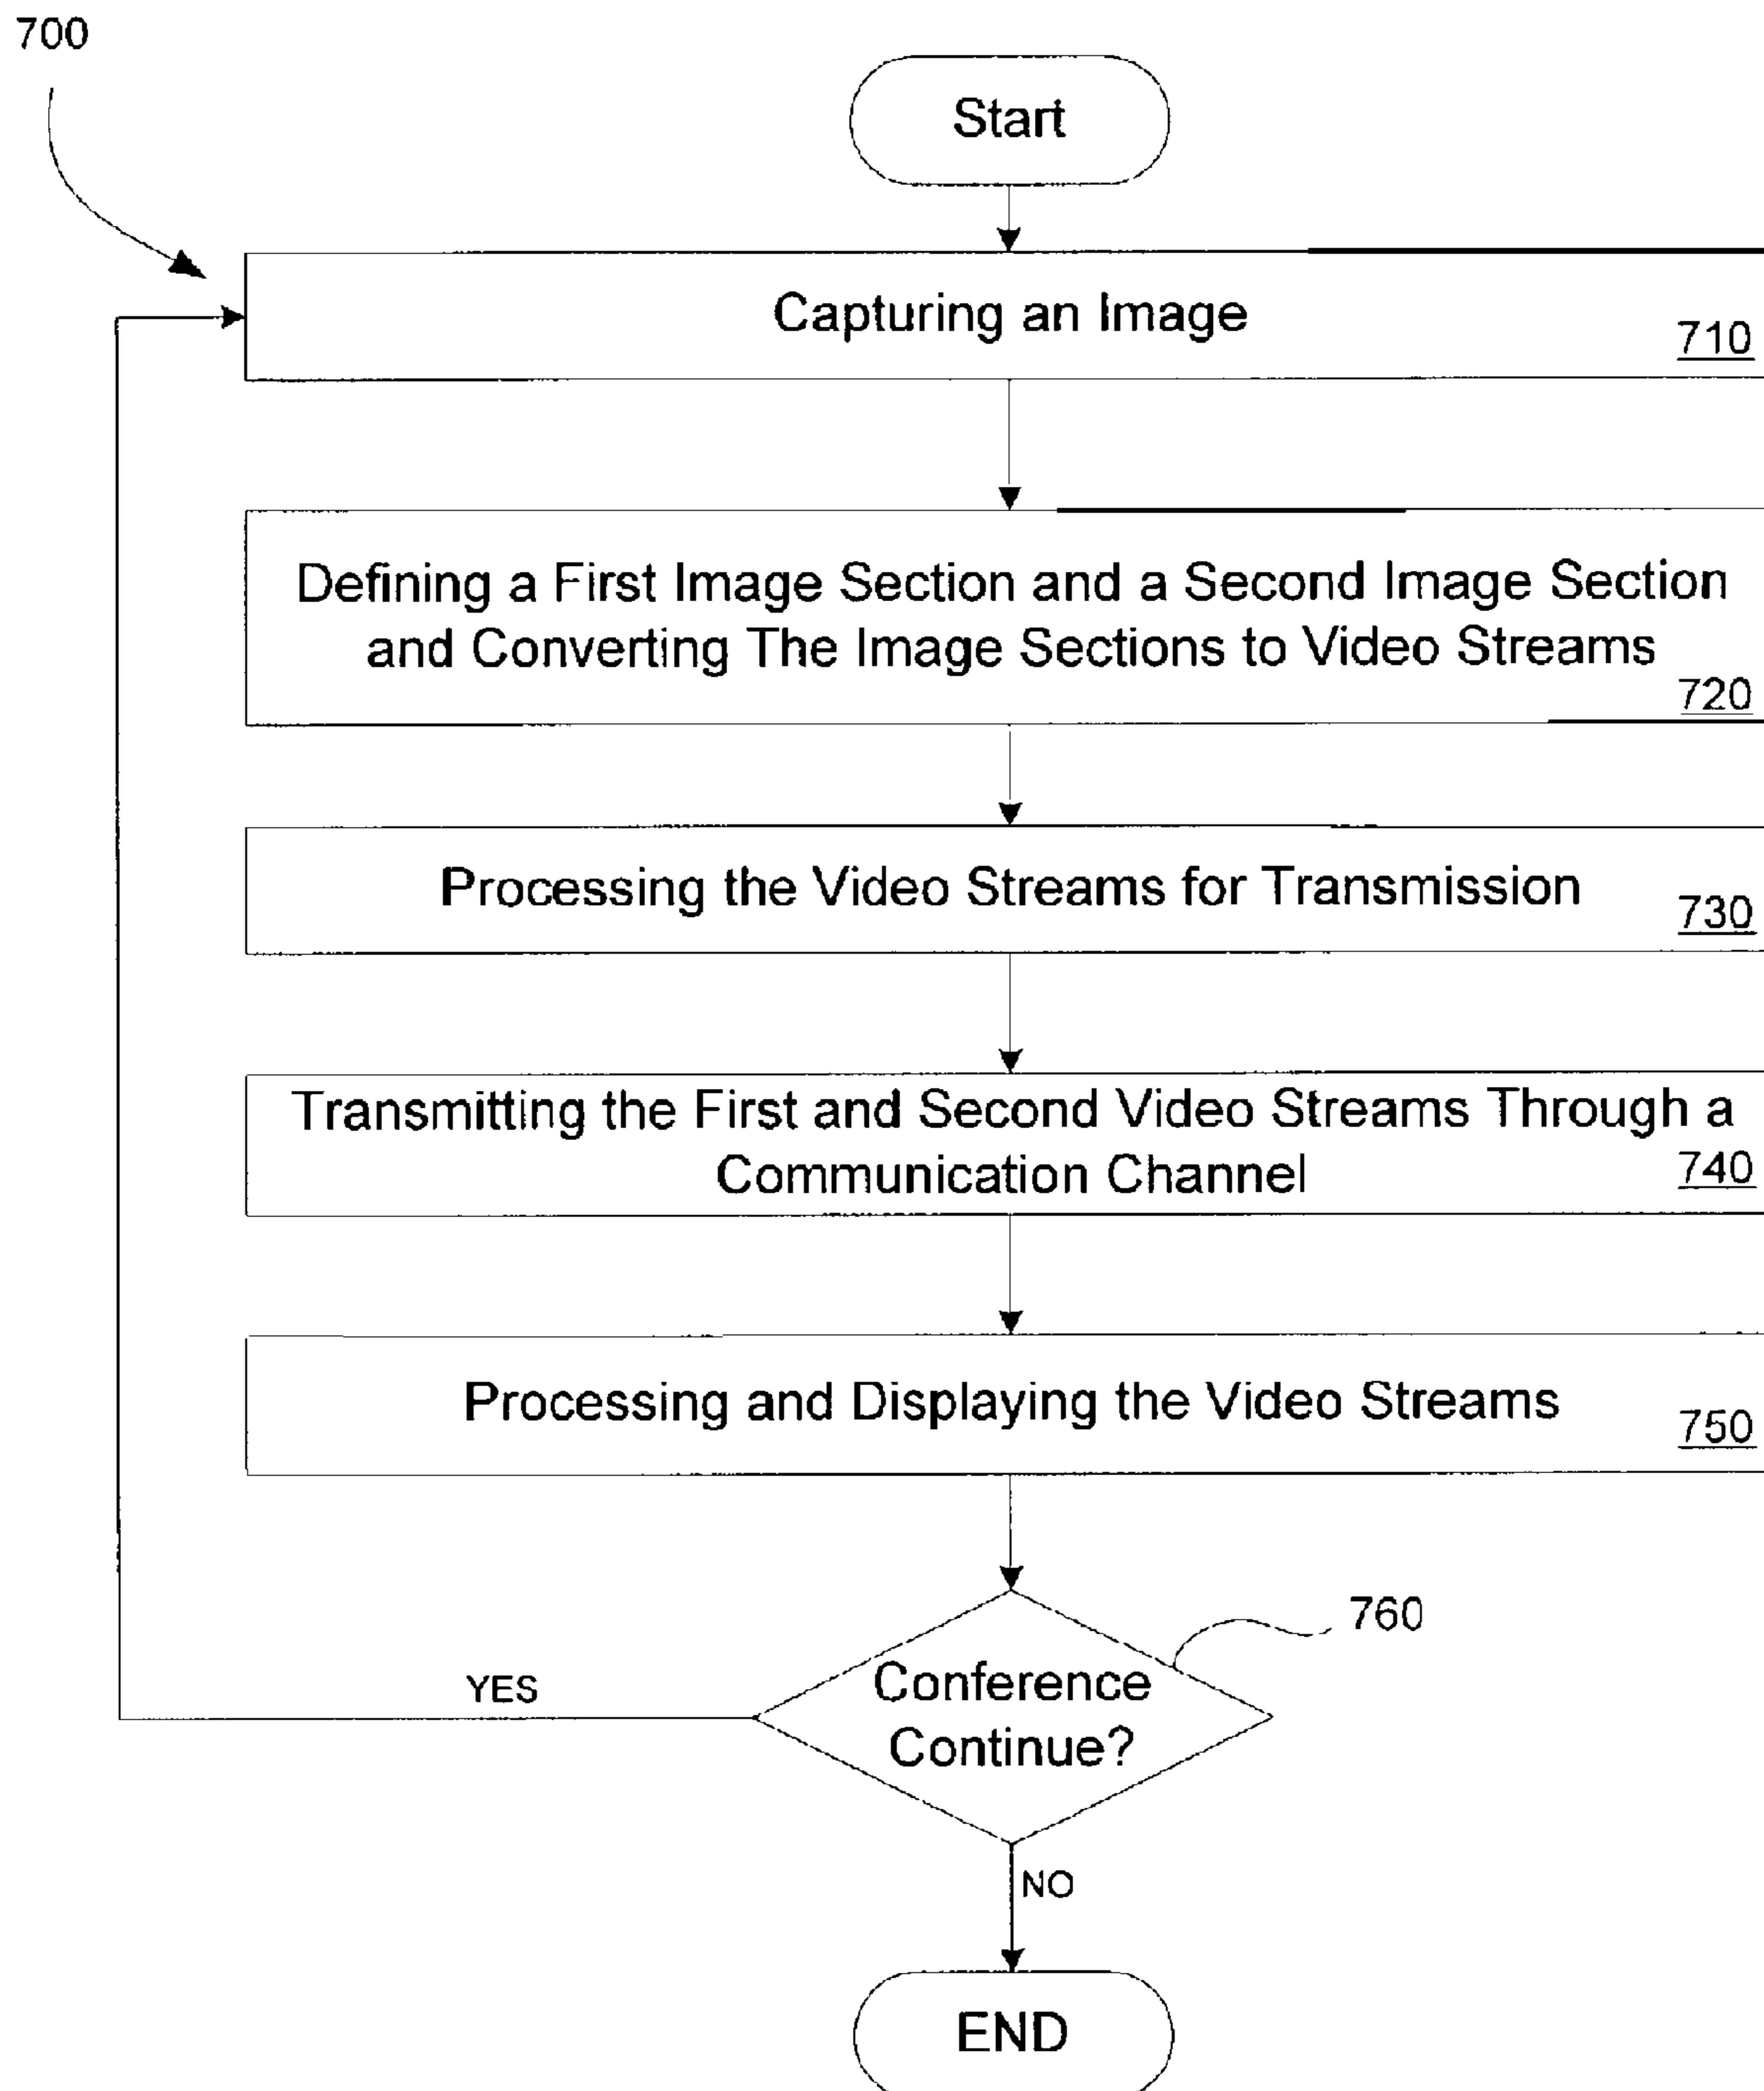 700
Start
Capturing an Image
710
Defining a First Image Section and a Second Image Section
and Converting The Image Sections to Video Streams
720
Processing the Video Streams for Transmission
730
Transmitting the First and Second Video Streams Through a
Communication Channel
740
Processing and Displaying the Video Streams
750
760
Conference
Continue?
YES
NO
END